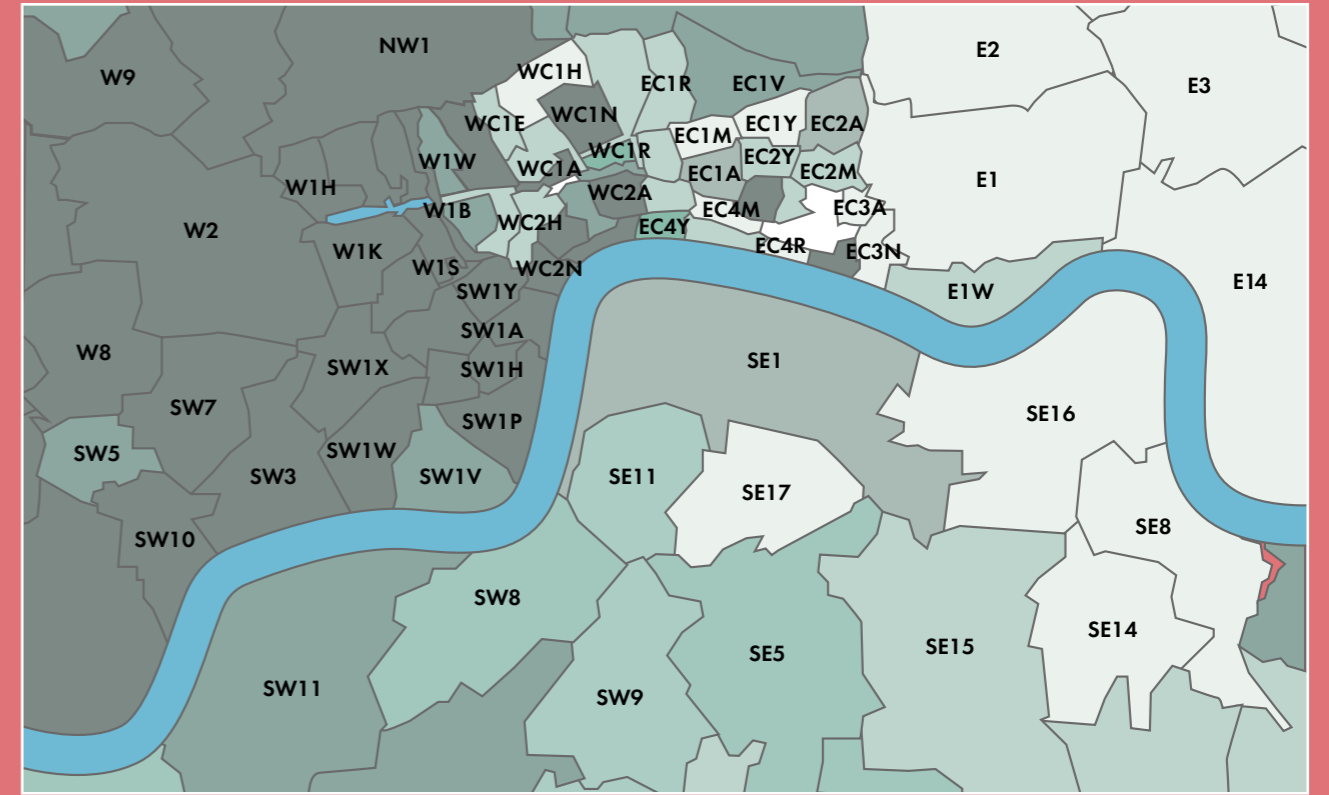 NW1
E2
W9
WC1H
EC1R
EC1V
E3
WC1N
WC1E
EC1Y
EC2A
EC1M
WC1R
EC2Y
W1W
WC1A
EC1A
EC2M
E1
W1H
WC2A
W1B
EC4M
EC3A
WC2H
EC4Y
W2
EC4R
EC3N
W1K
W1S
WC2N
E14
SW1Y
E1W
SW1A
W8
SE1
SW1X
SW1H
SW7
SE16
SW1P
SW5
SW1W
SW3
SW1V
SE11
SE17
SW10
SE8
SW8
SE14
SE5
SE15
SW11
SW9